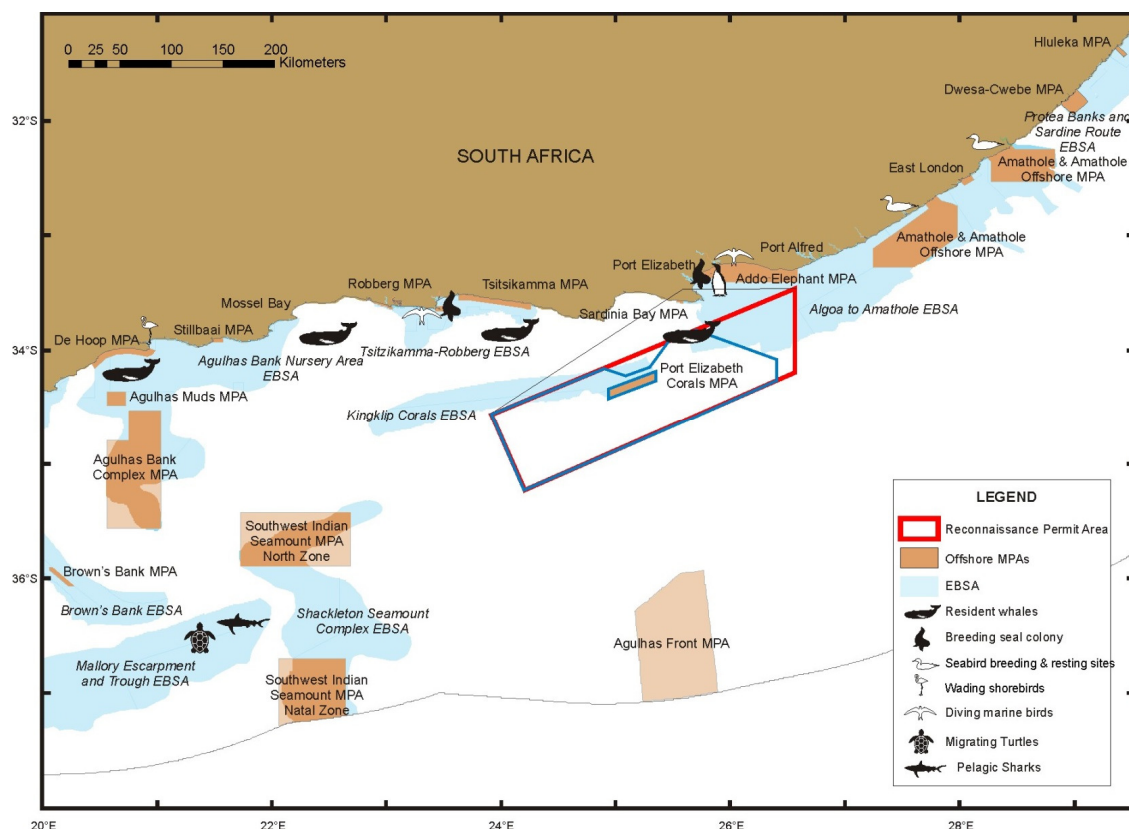 0 25 50 100 150 200
Kilometers
Hluleka MPA
Dwesa-Cwebe MPA
32°S
Protea Banks and
Sardine Route
EBSA
SOUTH AFRICA
Amathole & Amathole
Offshore MPA
East London
Amathole & Amathole
Offshore MPA
Port Alfred
Port Elizabeth
Addo Elephant MPA
Robberg MPA
Tsitsikamma MPA
Mossel Bay
Sardinia Bay MPA
Algoa to Amathole EBSA
Stillbaai MPA
De Hoop MPA
34°S
Agulhas Bank Nursery Area
EBSA
Tsitzikamma-Robberg EBSA
Port Elizabeth
Corals MPA
Agulhas Muds MPA
Kingklip Corals EBSA
Agulhas Bank
Complex MPA
Southwest Indian
Seamount MPA
North Zone
36°S
Brown's Bank MPA
Brown's Bank EBSA
Shackleton Seamount
Complex EBSA
Agulhas Front MPA
Mallory Escarpment
and Trough EBSA
Southwest Indian
Seamount MPA
Natal Zone
LEGEND
Reconnaissance Permit Area
Offshore MPAs
EBSA
Resident whales
Breeding seal colony
Seabird breeding & resting sites
Wading shorebirds
Diving marine birds
Migrating Turtles
Pelagic Sharks
20°E 22°E 24°E 26°E 28°E